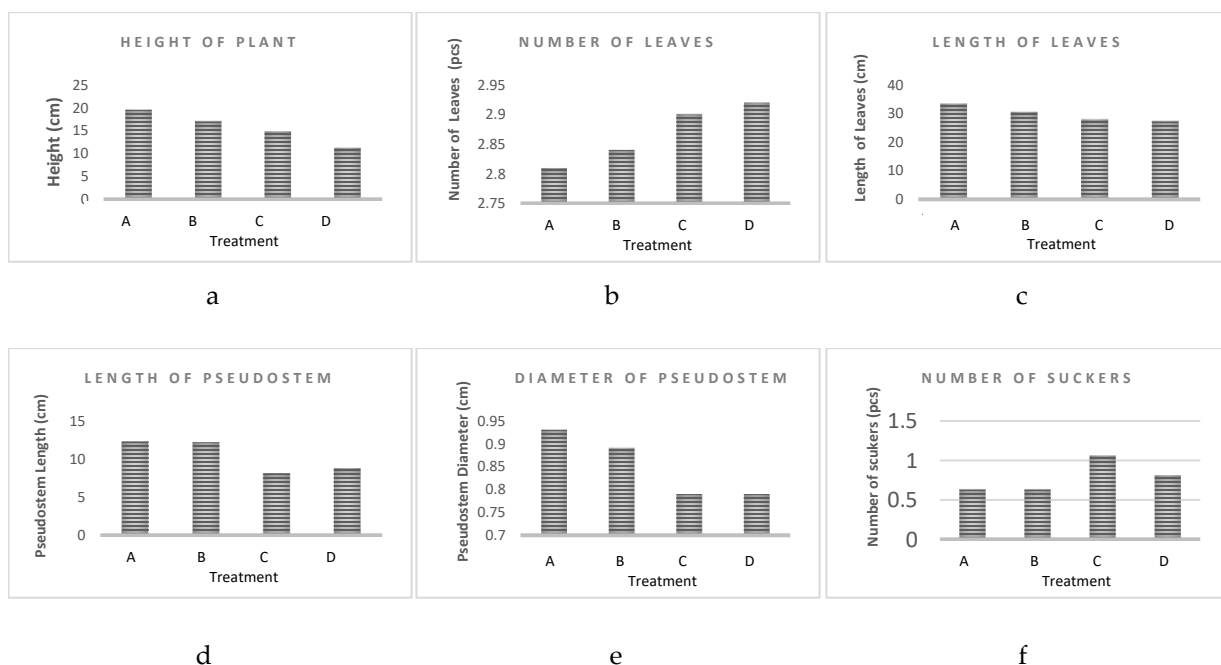 HEIGHT OF PLANT
Height (cm)
25
20
15
10
5
0
A B C D
Treatment
a
NUMBER OF LEAVES
Number of Leaves (pcs)
2.95
2.9
2.85
2.8
2.75
A B C D
Treatment
b
LENGTH OF LEAVES
Length of Leaves (cm)
40
30
20
10
0
A B C D
Treatment
c
LENGTH OF PSEUDOSTEM
Pseudostem Length (cm)
15
10
5
0
A B C D
Treatment
d
DIAMETER OF PSEUDOSTEM
Pseudostem Diameter (cm)
0.95
0.9
0.85
0.8
0.75
0.7
A B C D
Treatment
e
NUMBER OF SUCKERS
Number of scukers (pcs)
1.5
1
0.5
0
A B C D
Treatment
f